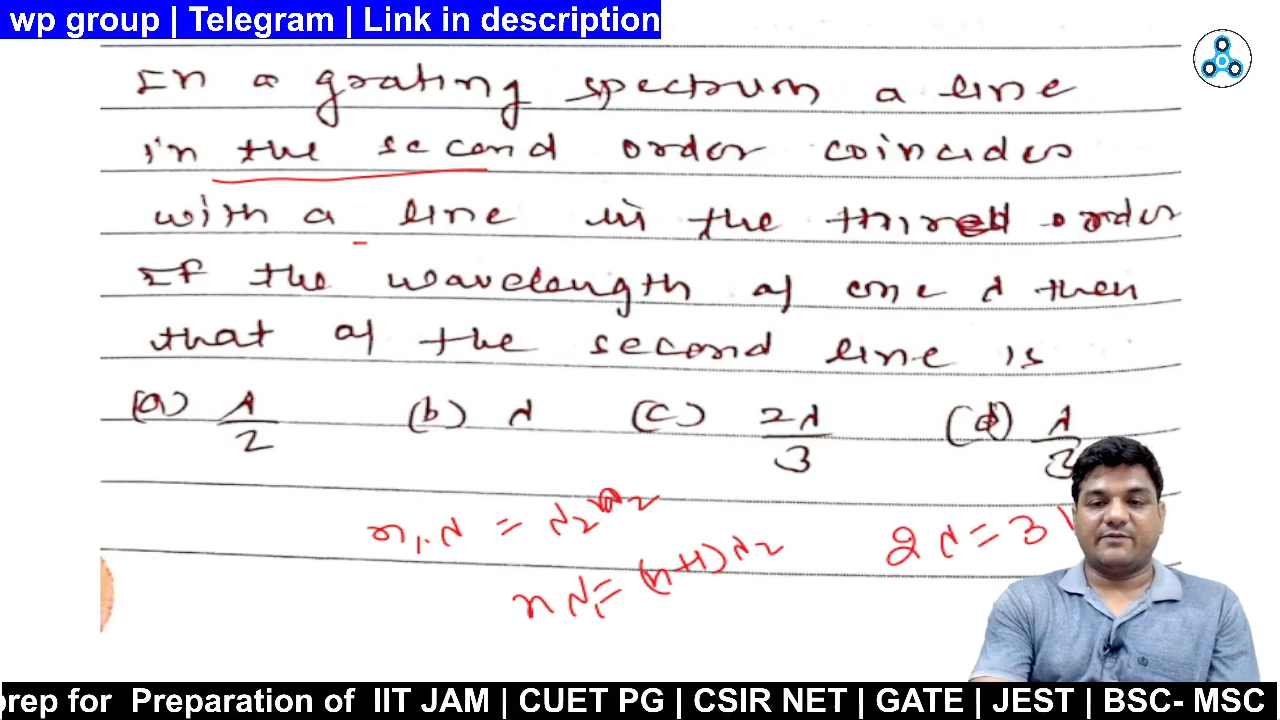 wp group | Telegram | Link in description
In a grating spectrum a line
in the second order coincides
with a line in the third order
If the wavelength of one λ then
that of the second line is
(a) λ/2 (b) λ (c) 2λ/3 (d)
n₁λ = λ₂n₂
nλ₁ = (n+1)λ₂
2λ = 3
prep for Preparation of IIT JAM | CUET PG | CSIR NET | GATE | JEST | BSC- MSC